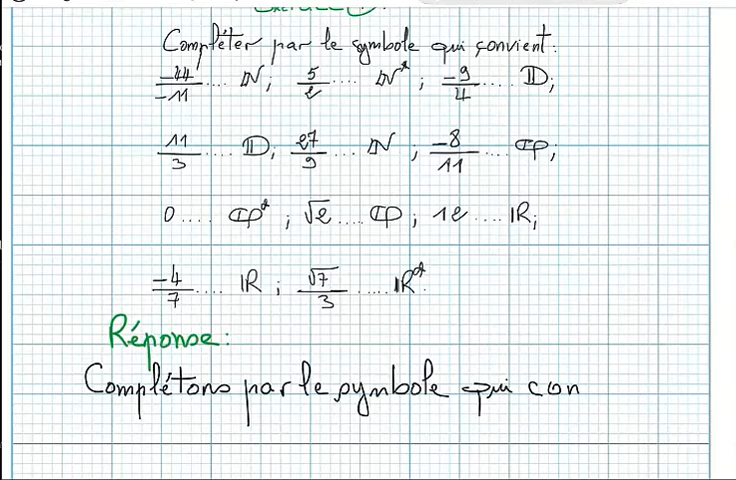 Compléter par le symbole qui convient:
-44/-11 .... ℕ; 5/2 .... ℕ*; -9/4 .... 𝔻;
11/3 .... 𝔻; 27/9 ... ℕ; -8/11 .... ℚ;
0 .... ℚ*; √2 .... ℚ; 12 .... ℝ;
-4/7 .... ℝ; √7/3 ..... ℝ*.
Réponse:
Complétons par le symbole qui con